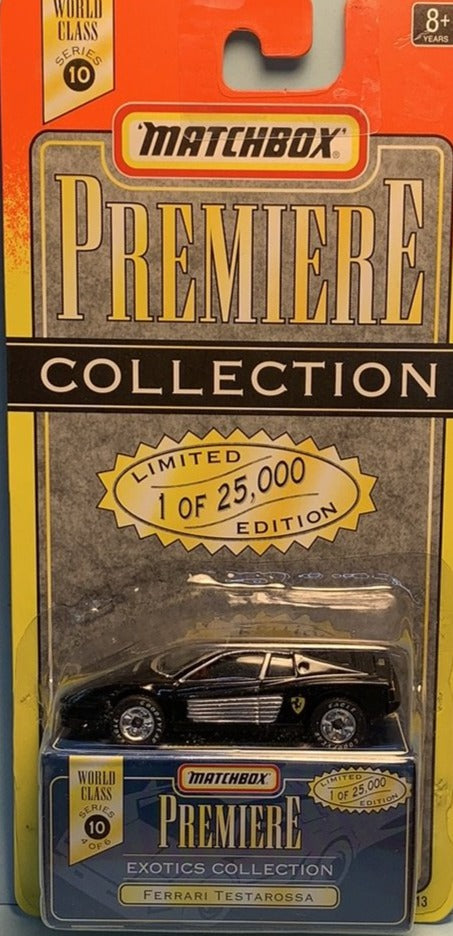 WORLD
CLASS
SERIES
10
8+
YEARS
'MATCHBOX'®
PREMIERE
COLLECTION
LIMITED
1 OF 25,000
EDITION
EAGLE
MATCHBOX
WORLD
CLASS
SERIES
10
4 OF 6
PREMIERE
LIMITED
1 OF 25,000
EDITION
EXOTICS COLLECTION
FERRARI TESTAROSSA
13